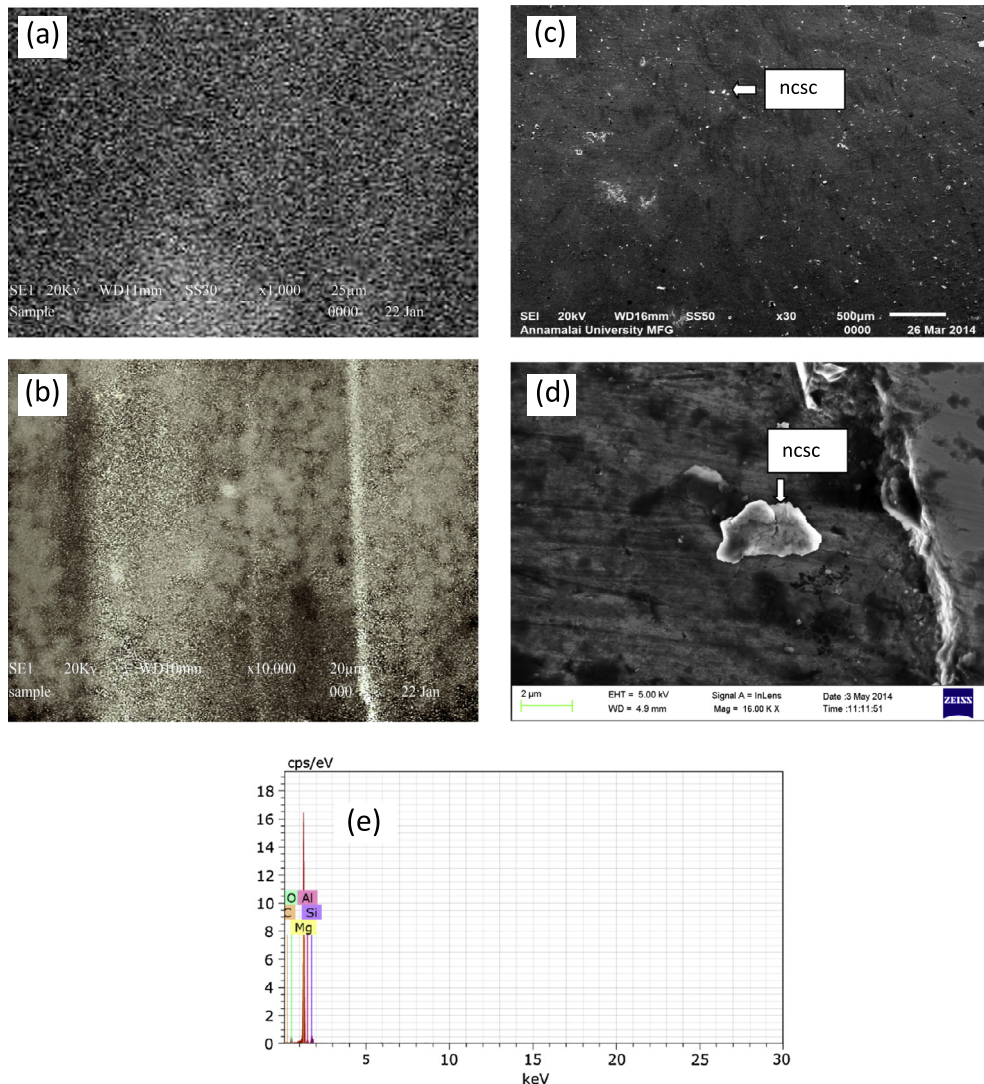 (a)
SE1 20Kv WD11mm SS30 x1,000 25µm
Sample 0000 22 Jan
(b)
SE1 20Kv WD10mm x10,000 20µm
sample 000 22 Jan
(c)
ncsc
SEI 20kV WD16mm SS50 x30 500µm
Annamalai University MFG 0000 26 Mar 2014
(d)
ncsc
2 µm EHT = 5.00 kV Signal A = InLens Date :3 May 2014
WD = 4.9 mm Mag = 16.00 K X Time :11:11:51
ZEISS
cps/eV
(e)
18
16
14
12
10
8
6
4
2
0
O Al
C Si
Mg
5 10 15 20 25 30
keV